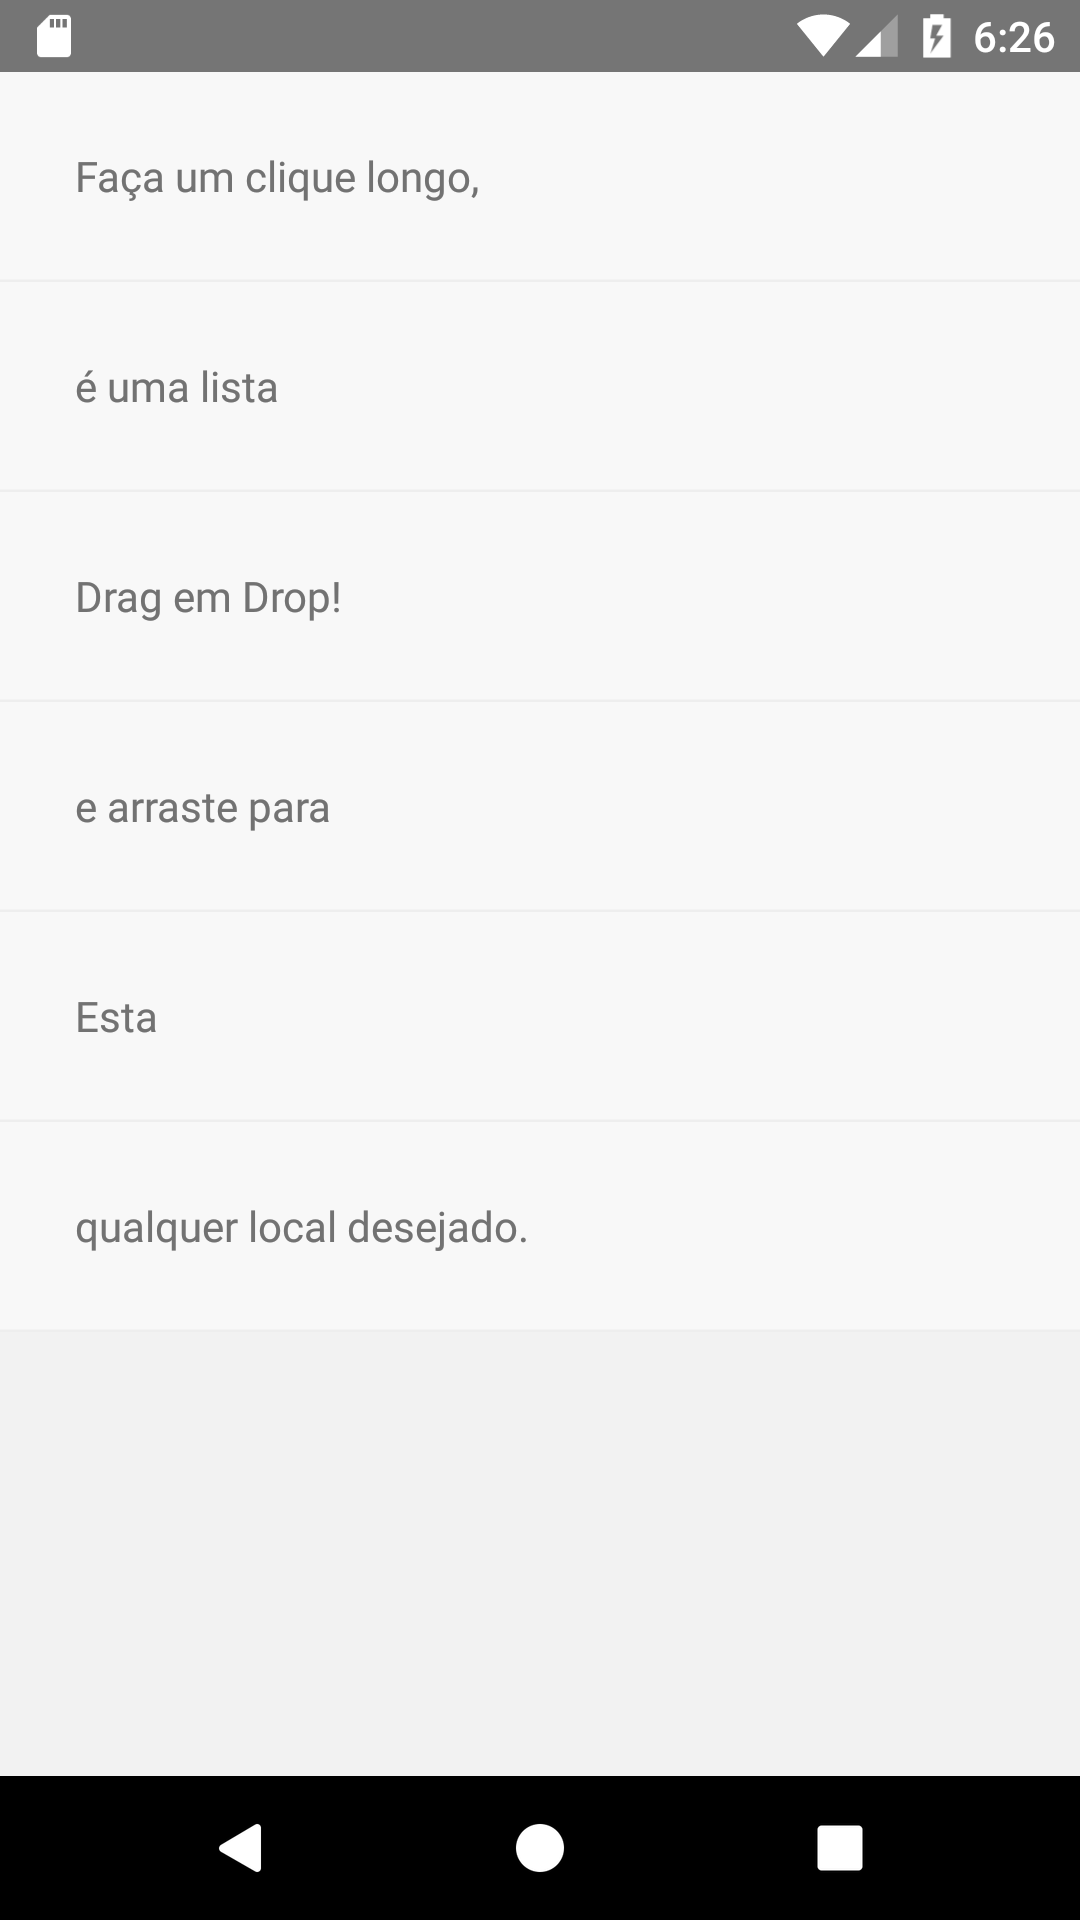 6:26
Faça um clique longo,
é uma lista
Drag em Drop!
e arraste para
Esta
qualquer local desejado.